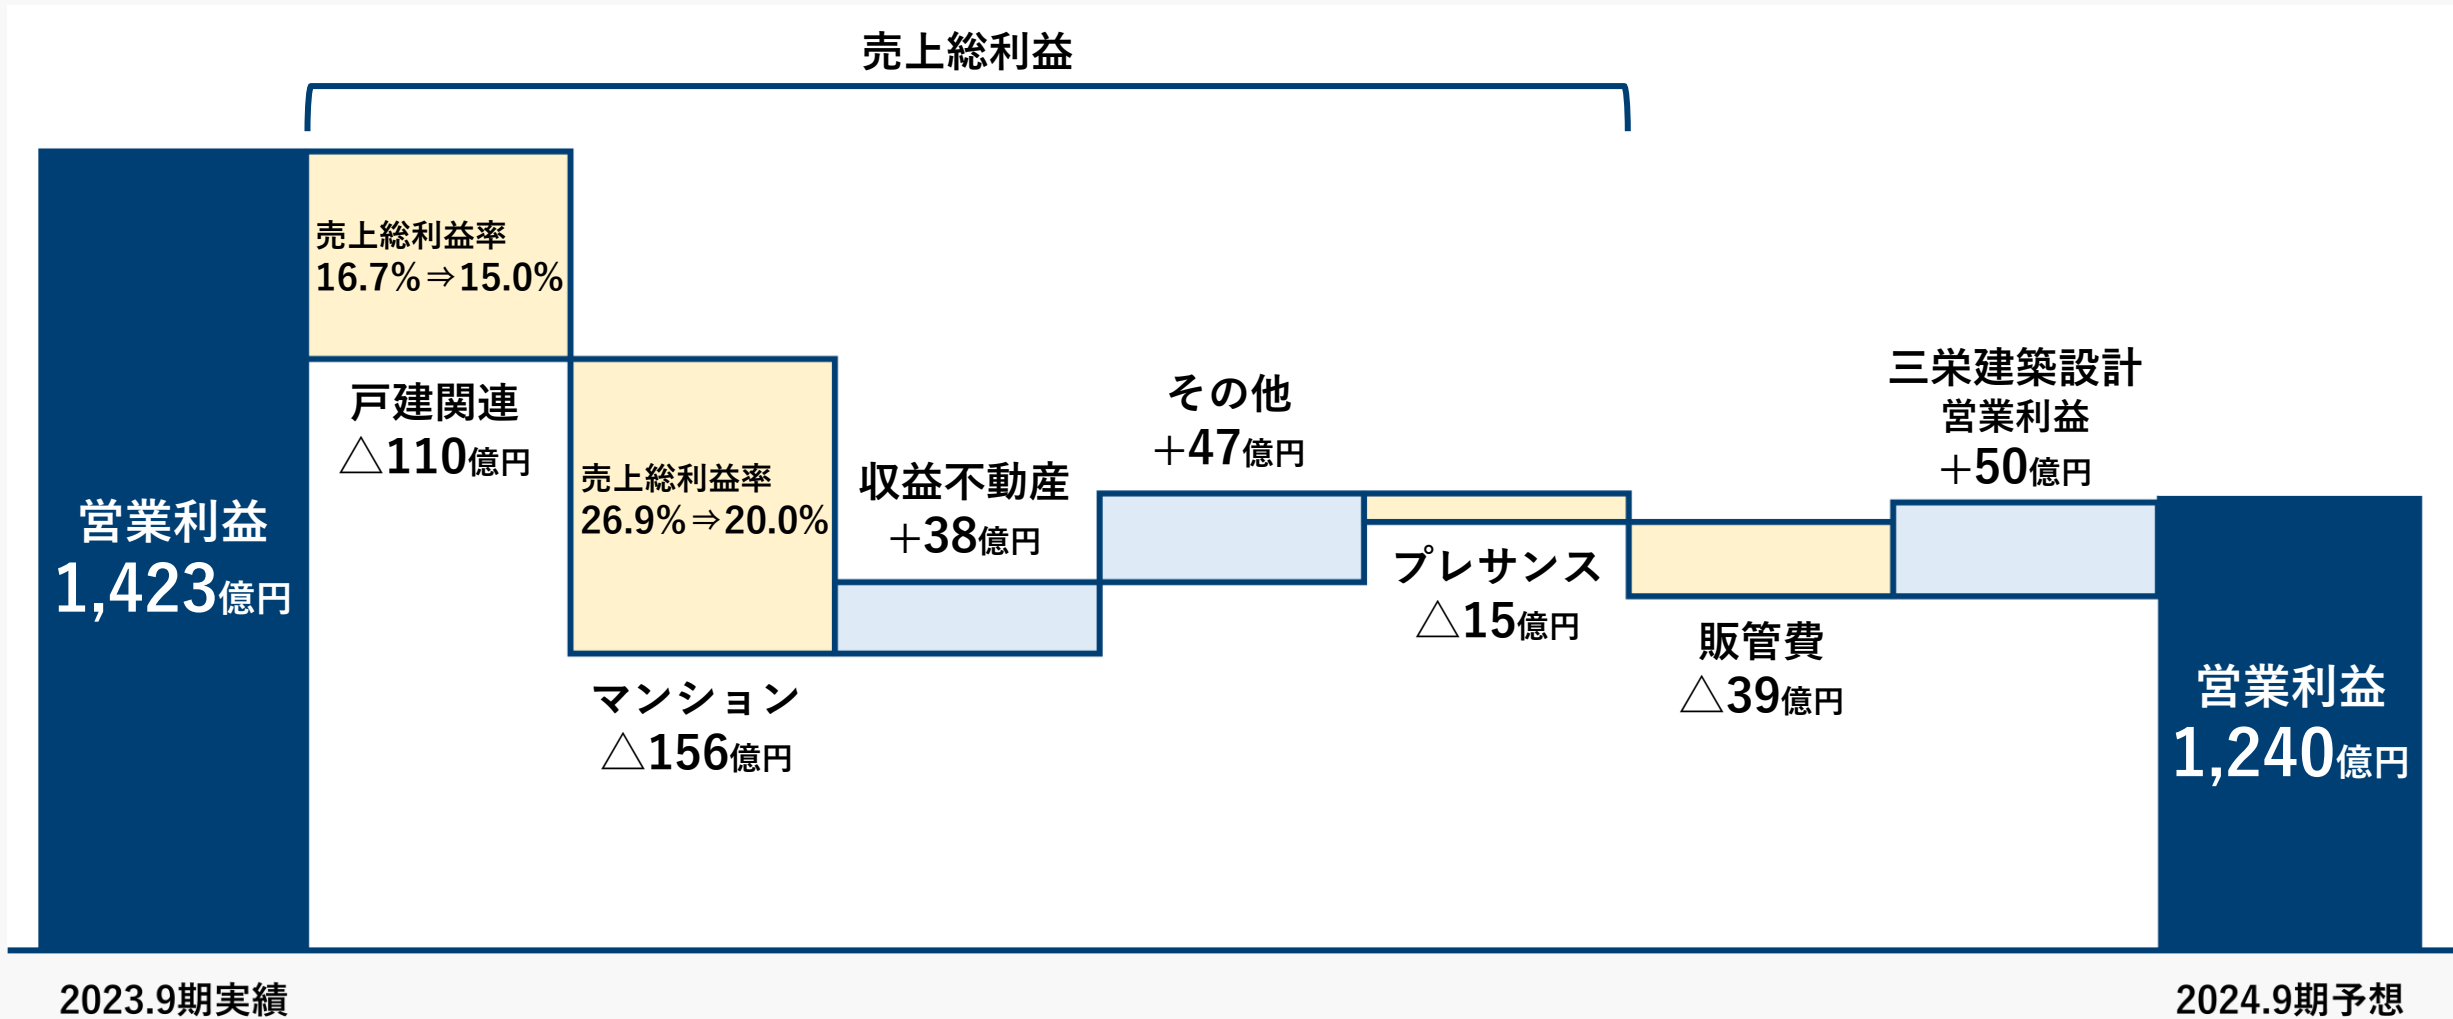 売上総利益
営業利益
1,423億円
売上総利益率
16.7%⇒15.0%
戸建関連
△110億円
売上総利益率
26.9%⇒20.0%
マンション
△156億円
収益不動産
+38億円
その他
+47億円
プレサンス
△15億円
販管費
△39億円
三栄建築設計
営業利益
+50億円
営業利益
1,240億円
2023.9期実績
2024.9期予想